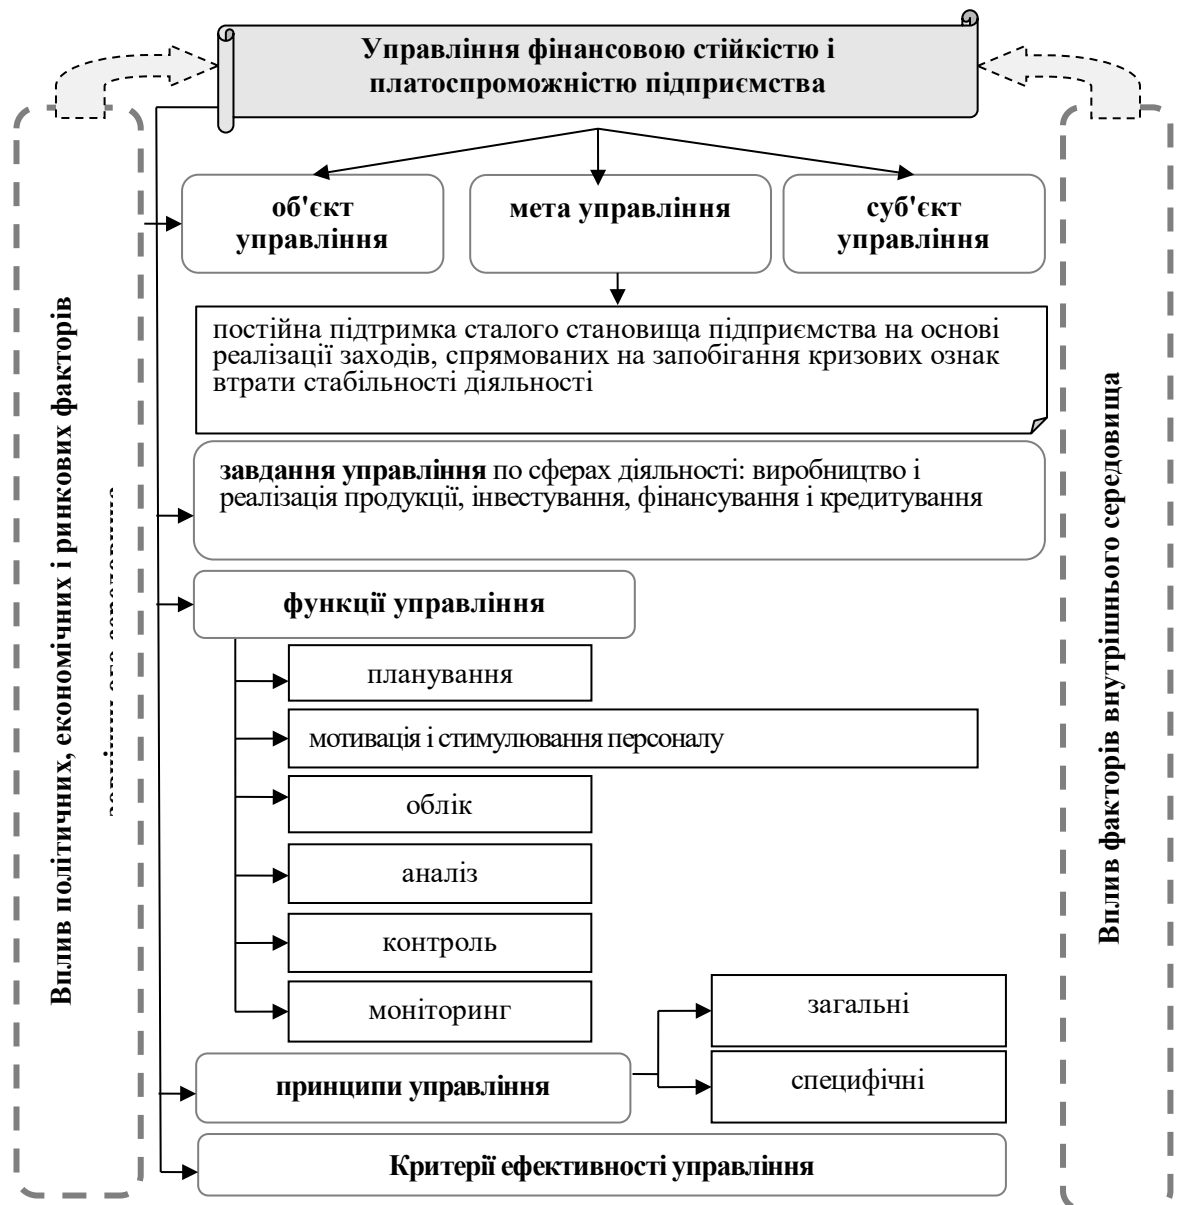 Управління фінансовою стійкістю і
платоспроможністю підприємства
об'єкт
управління
мета управління
суб'єкт
управління
постійна підтримка сталого становища підприємства на основі
реалізації заходів, спрямованих на запобігання кризових ознак
втрати стабільності діяльності
завдання управління по сферах діяльності: виробництво і
реалізація продукції, інвестування, фінансування і кредитування
функції управління
планування
мотивація і стимулювання персоналу
облік
аналіз
контроль
моніторинг
принципи управління
загальні
специфічні
Критерії ефективності управління
Вплив політичних, економічних і ринкових факторів
Вплив факторів внутрішнього середовища